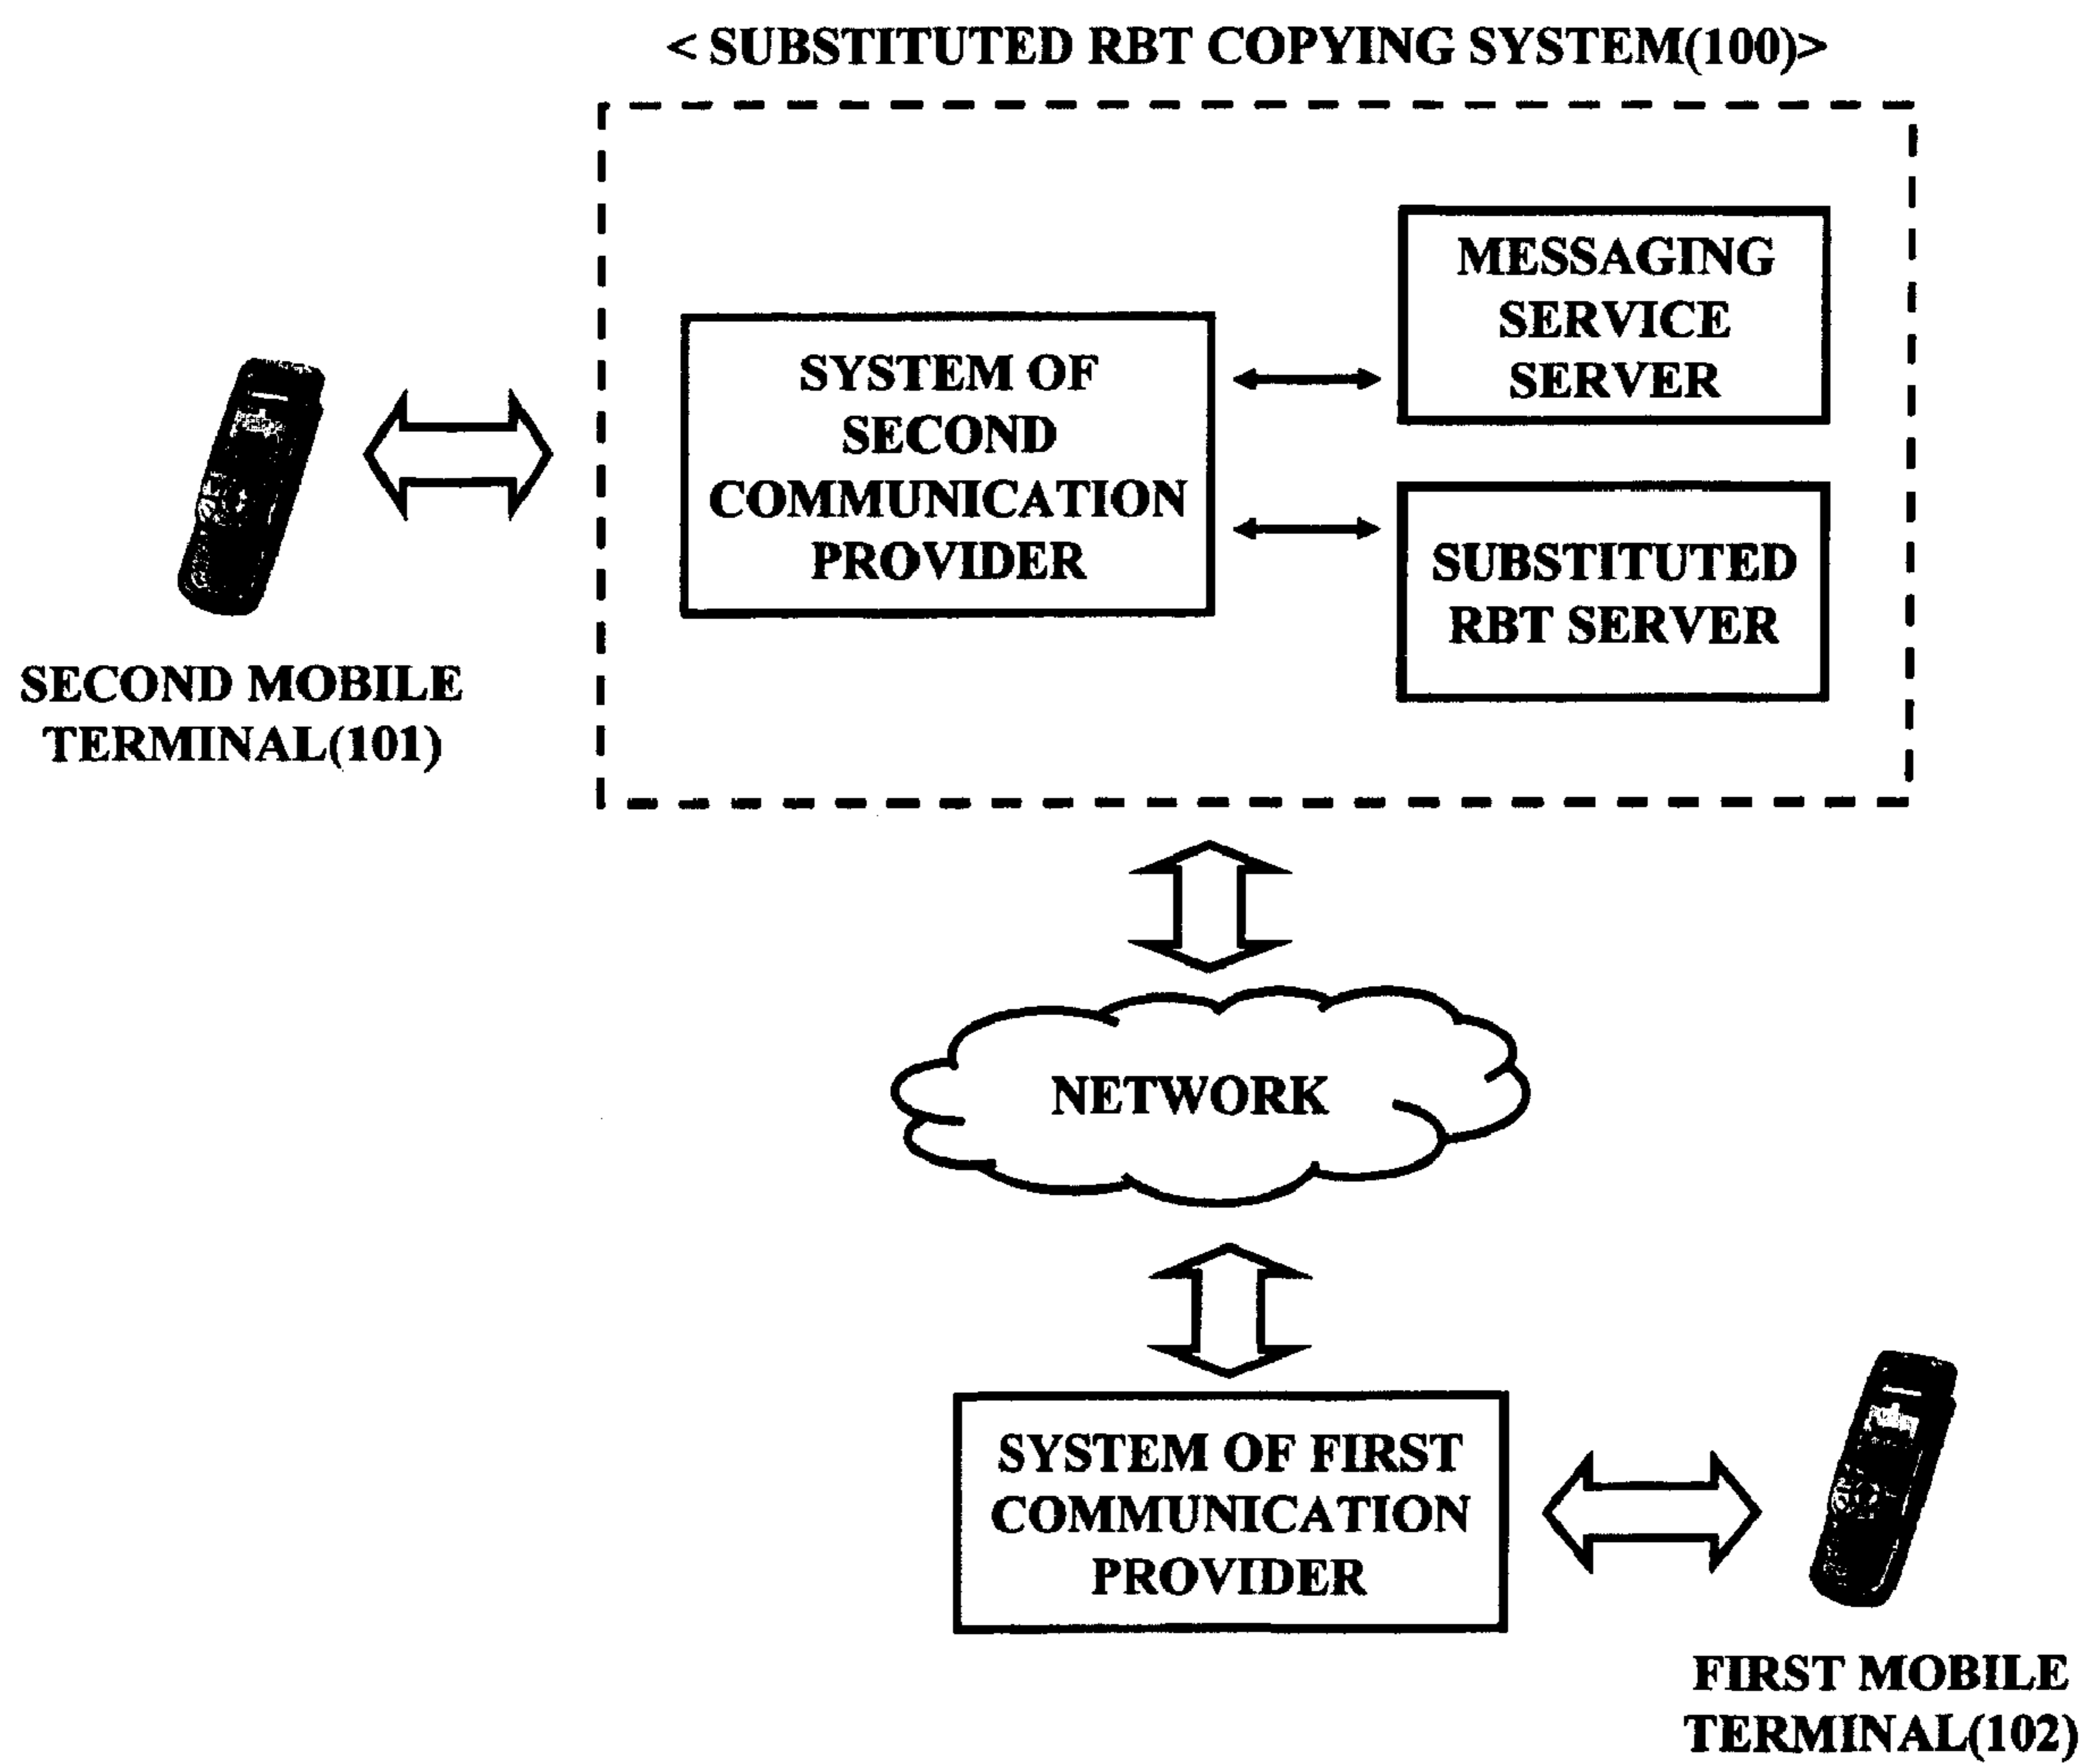 < SUBSTITUTED RBT COPYING SYSTEM(100)>
MESSAGING
SERVICE
SERVER
SYSTEM OF
SECOND
COMMUNICATION
PROVIDER
SUBSTITUTED
RBT SERVER
SECOND MOBILE
TERMINAL(101)
NETWORK
SYSTEM OF FIRST
COMMUNICATION
PROVIDER
FIRST MOBILE
TERMINAL(102)